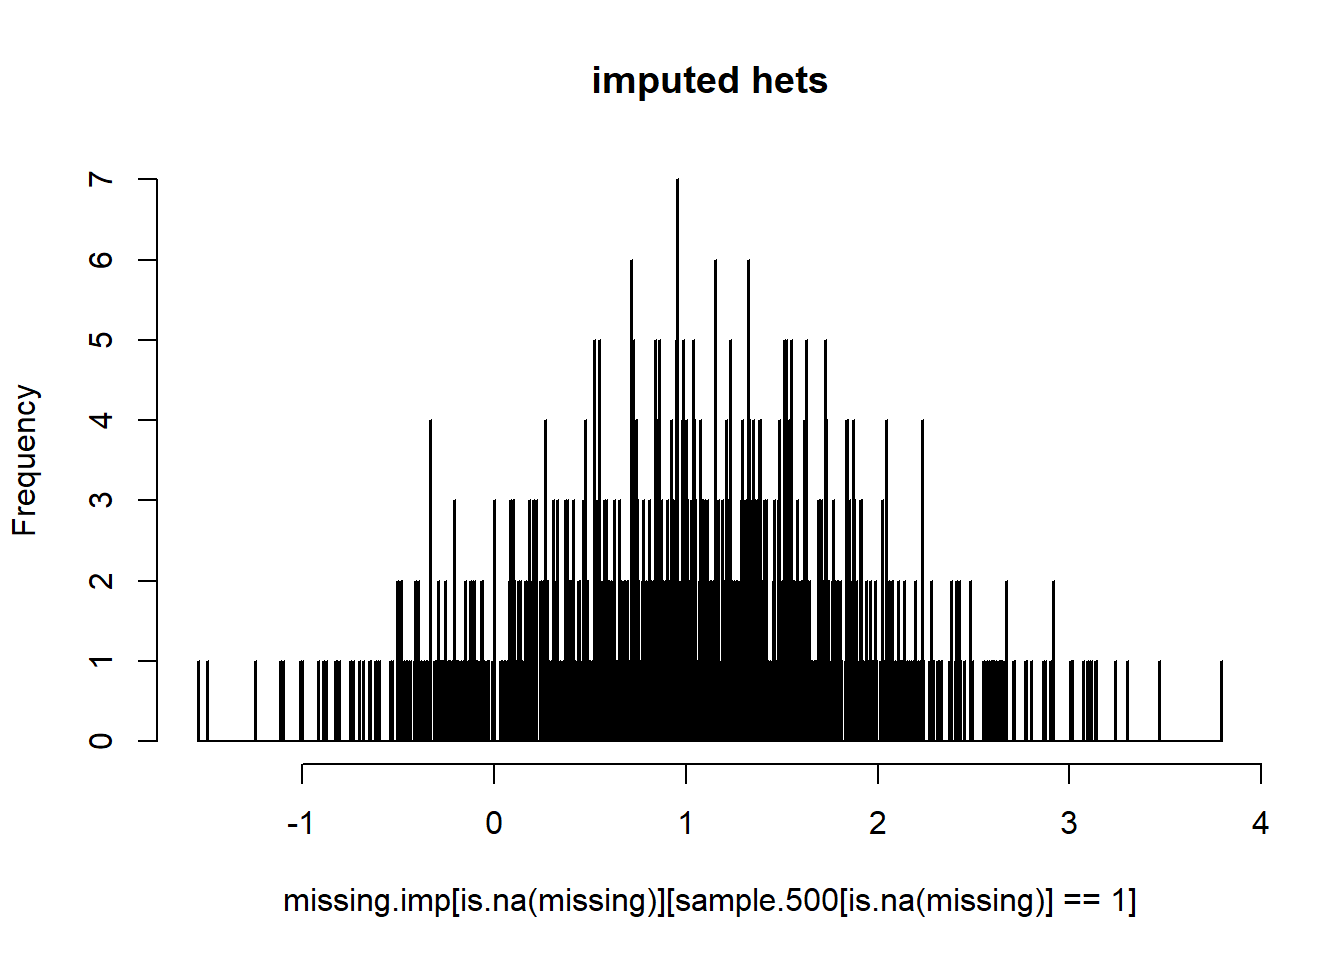 imputed hets
Frequency
7
6
5
4
3
2
1
0
-1 0 1 2 3 4
missing.imp[is.na(missing)][sample.500[is.na(missing)] == 1]